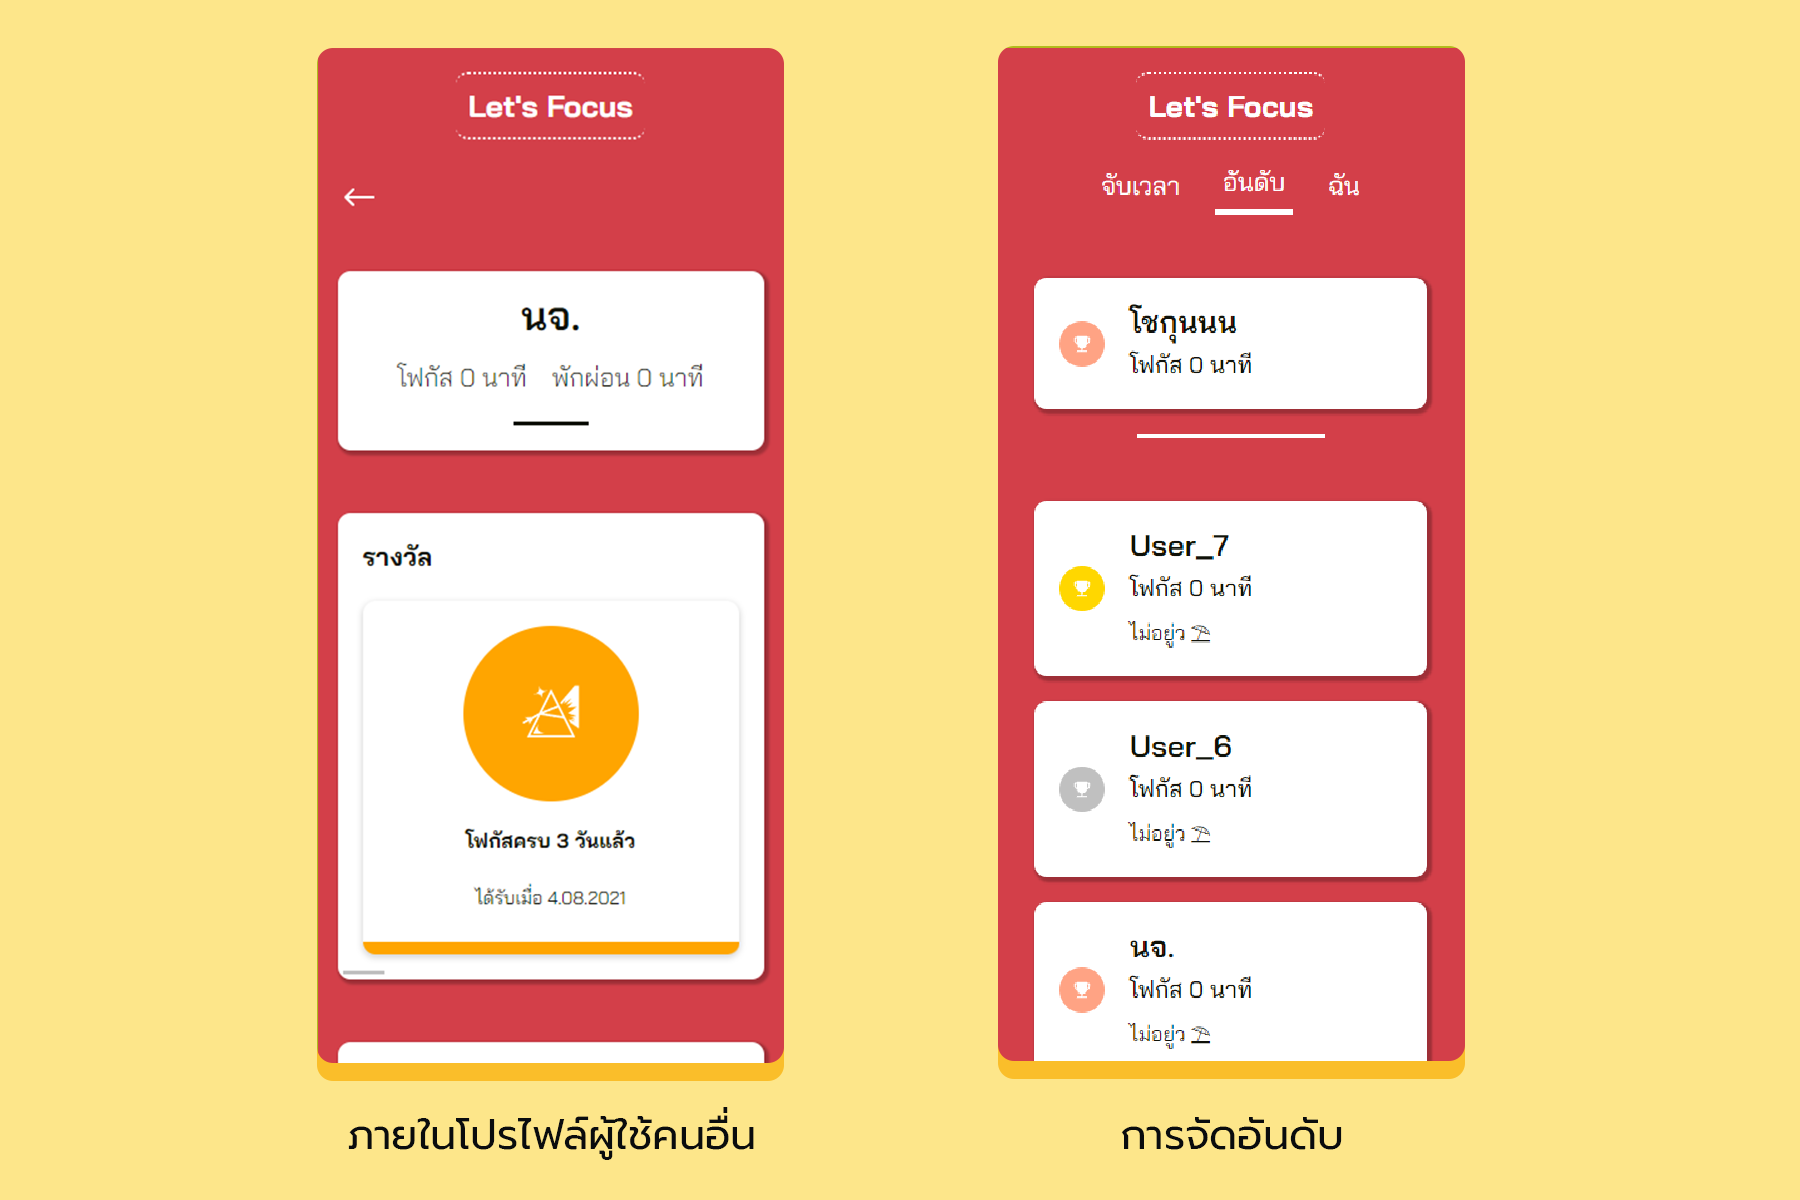 Let's Focus
นจ.
โฟกัส 0 นาที พักผ่อน 0 นาที
รางวัล
โฟกัสครบ 3 วันแล้ว
ได้รับเมื่อ 4.08.2021
ภายในโปรไฟล์ผู้ใช้คนอื่น
Let's Focus
จับเวลา อันดับ ฉัน
โชกุนนน
โฟกัส 0 นาที
User_7
โฟกัส 0 นาที
ไม่อยู่ว ⛱
User_6
โฟกัส 0 นาที
ไม่อยู่ว ⛱
นจ.
โฟกัส 0 นาที
ไม่อยู่ว ⛱
การจัดอันดับ